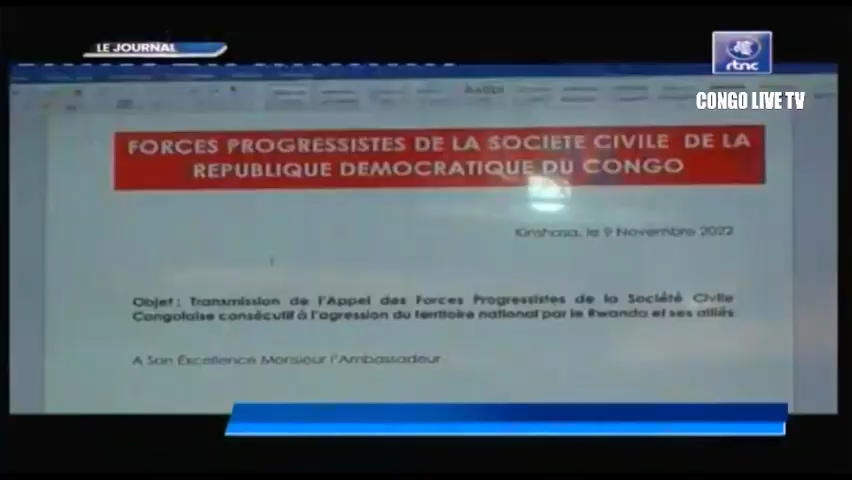 LE JOURNAL
rtnc
CONGO LIVE TV
FORCES PROGRESSISTES DE LA SOCIETE CIVILE DE LA
REPUBLIQUE DEMOCRATIQUE DU CONGO
Kinshasa, le 9 Novembre 2022
Objet : Transmission de l'Appel des Forces Progressistes de la Société Civile
Congolaise consécutif à l'agression du territoire national par le Rwanda et ses alliés
A Son Excellence Monsieur l'Ambassadeur